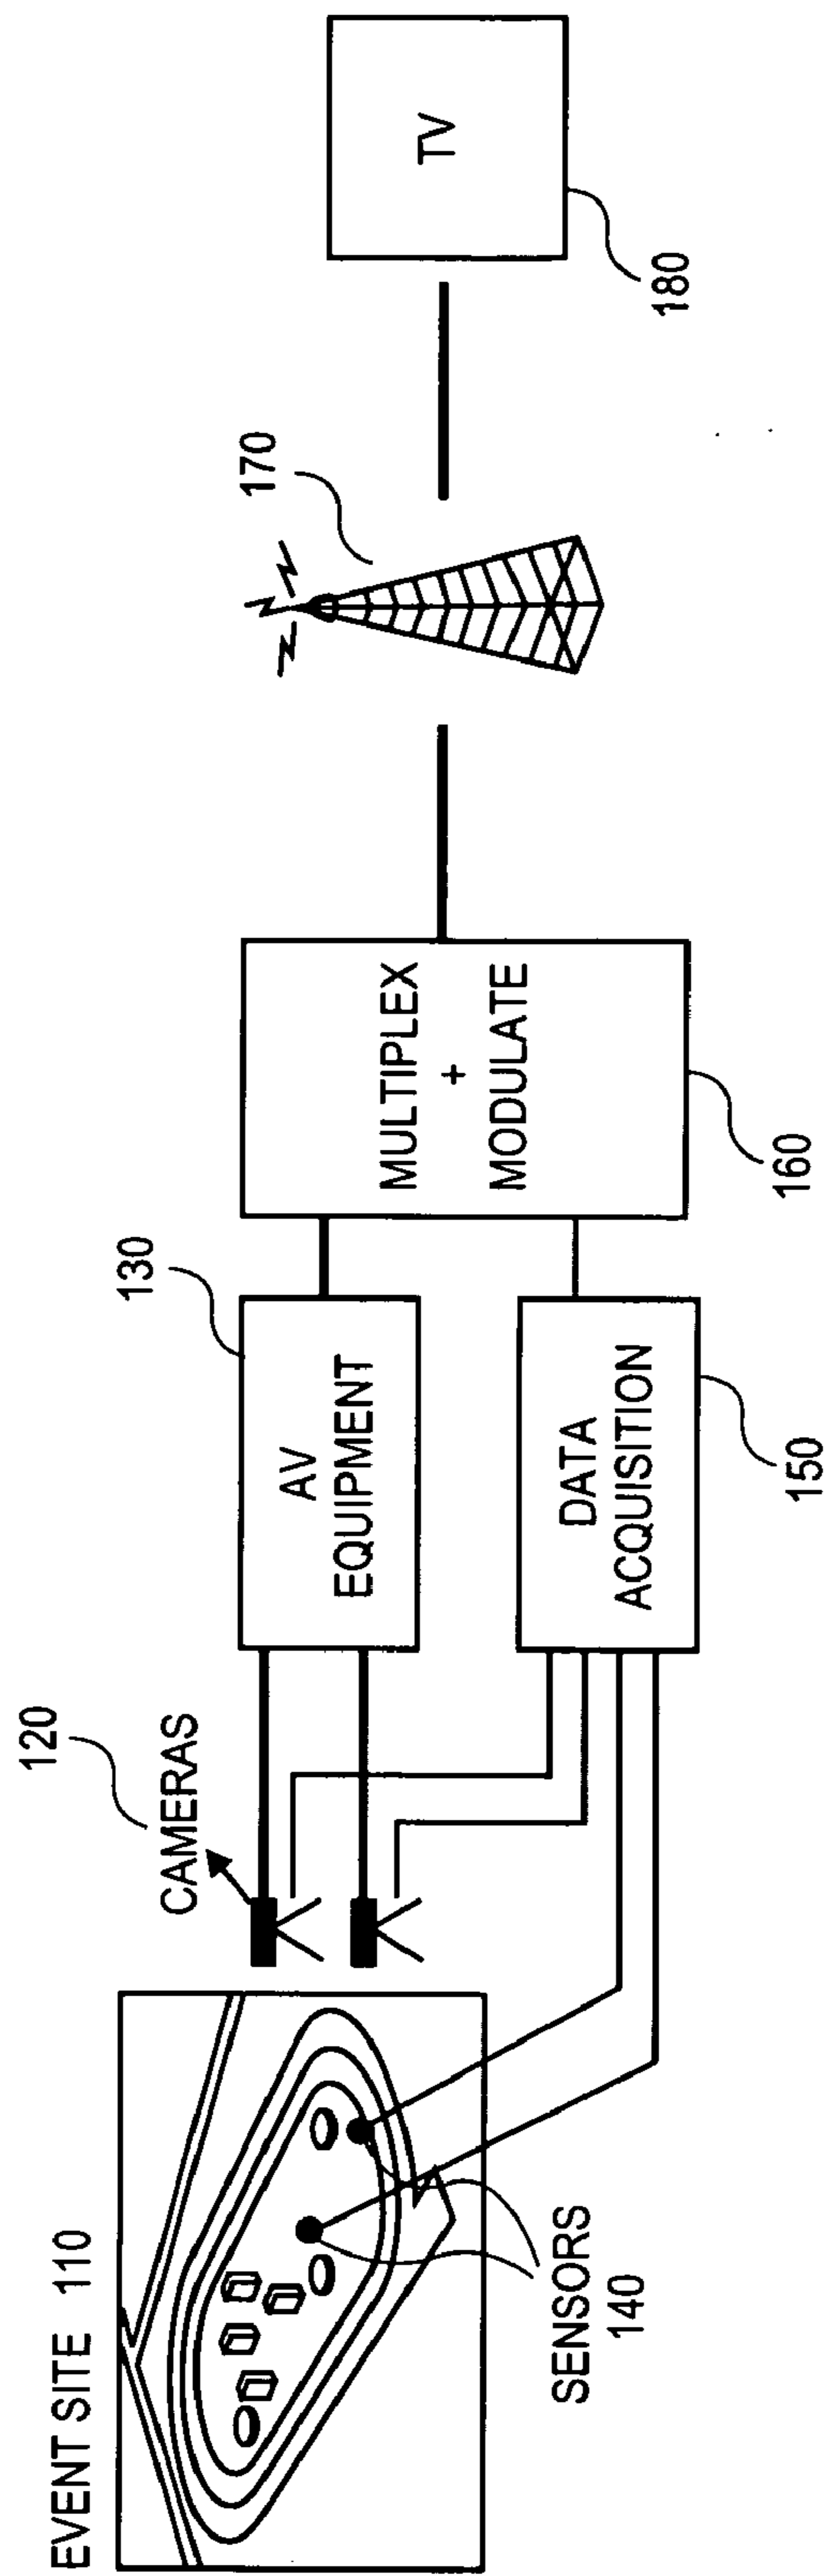 EVENT SITE 110
120
CAMERAS
SENSORS
140
130
AV
EQUIPMENT
DATA
ACQUISITION
150
MULTIPLEX
+
MODULATE
160
170
TV
180